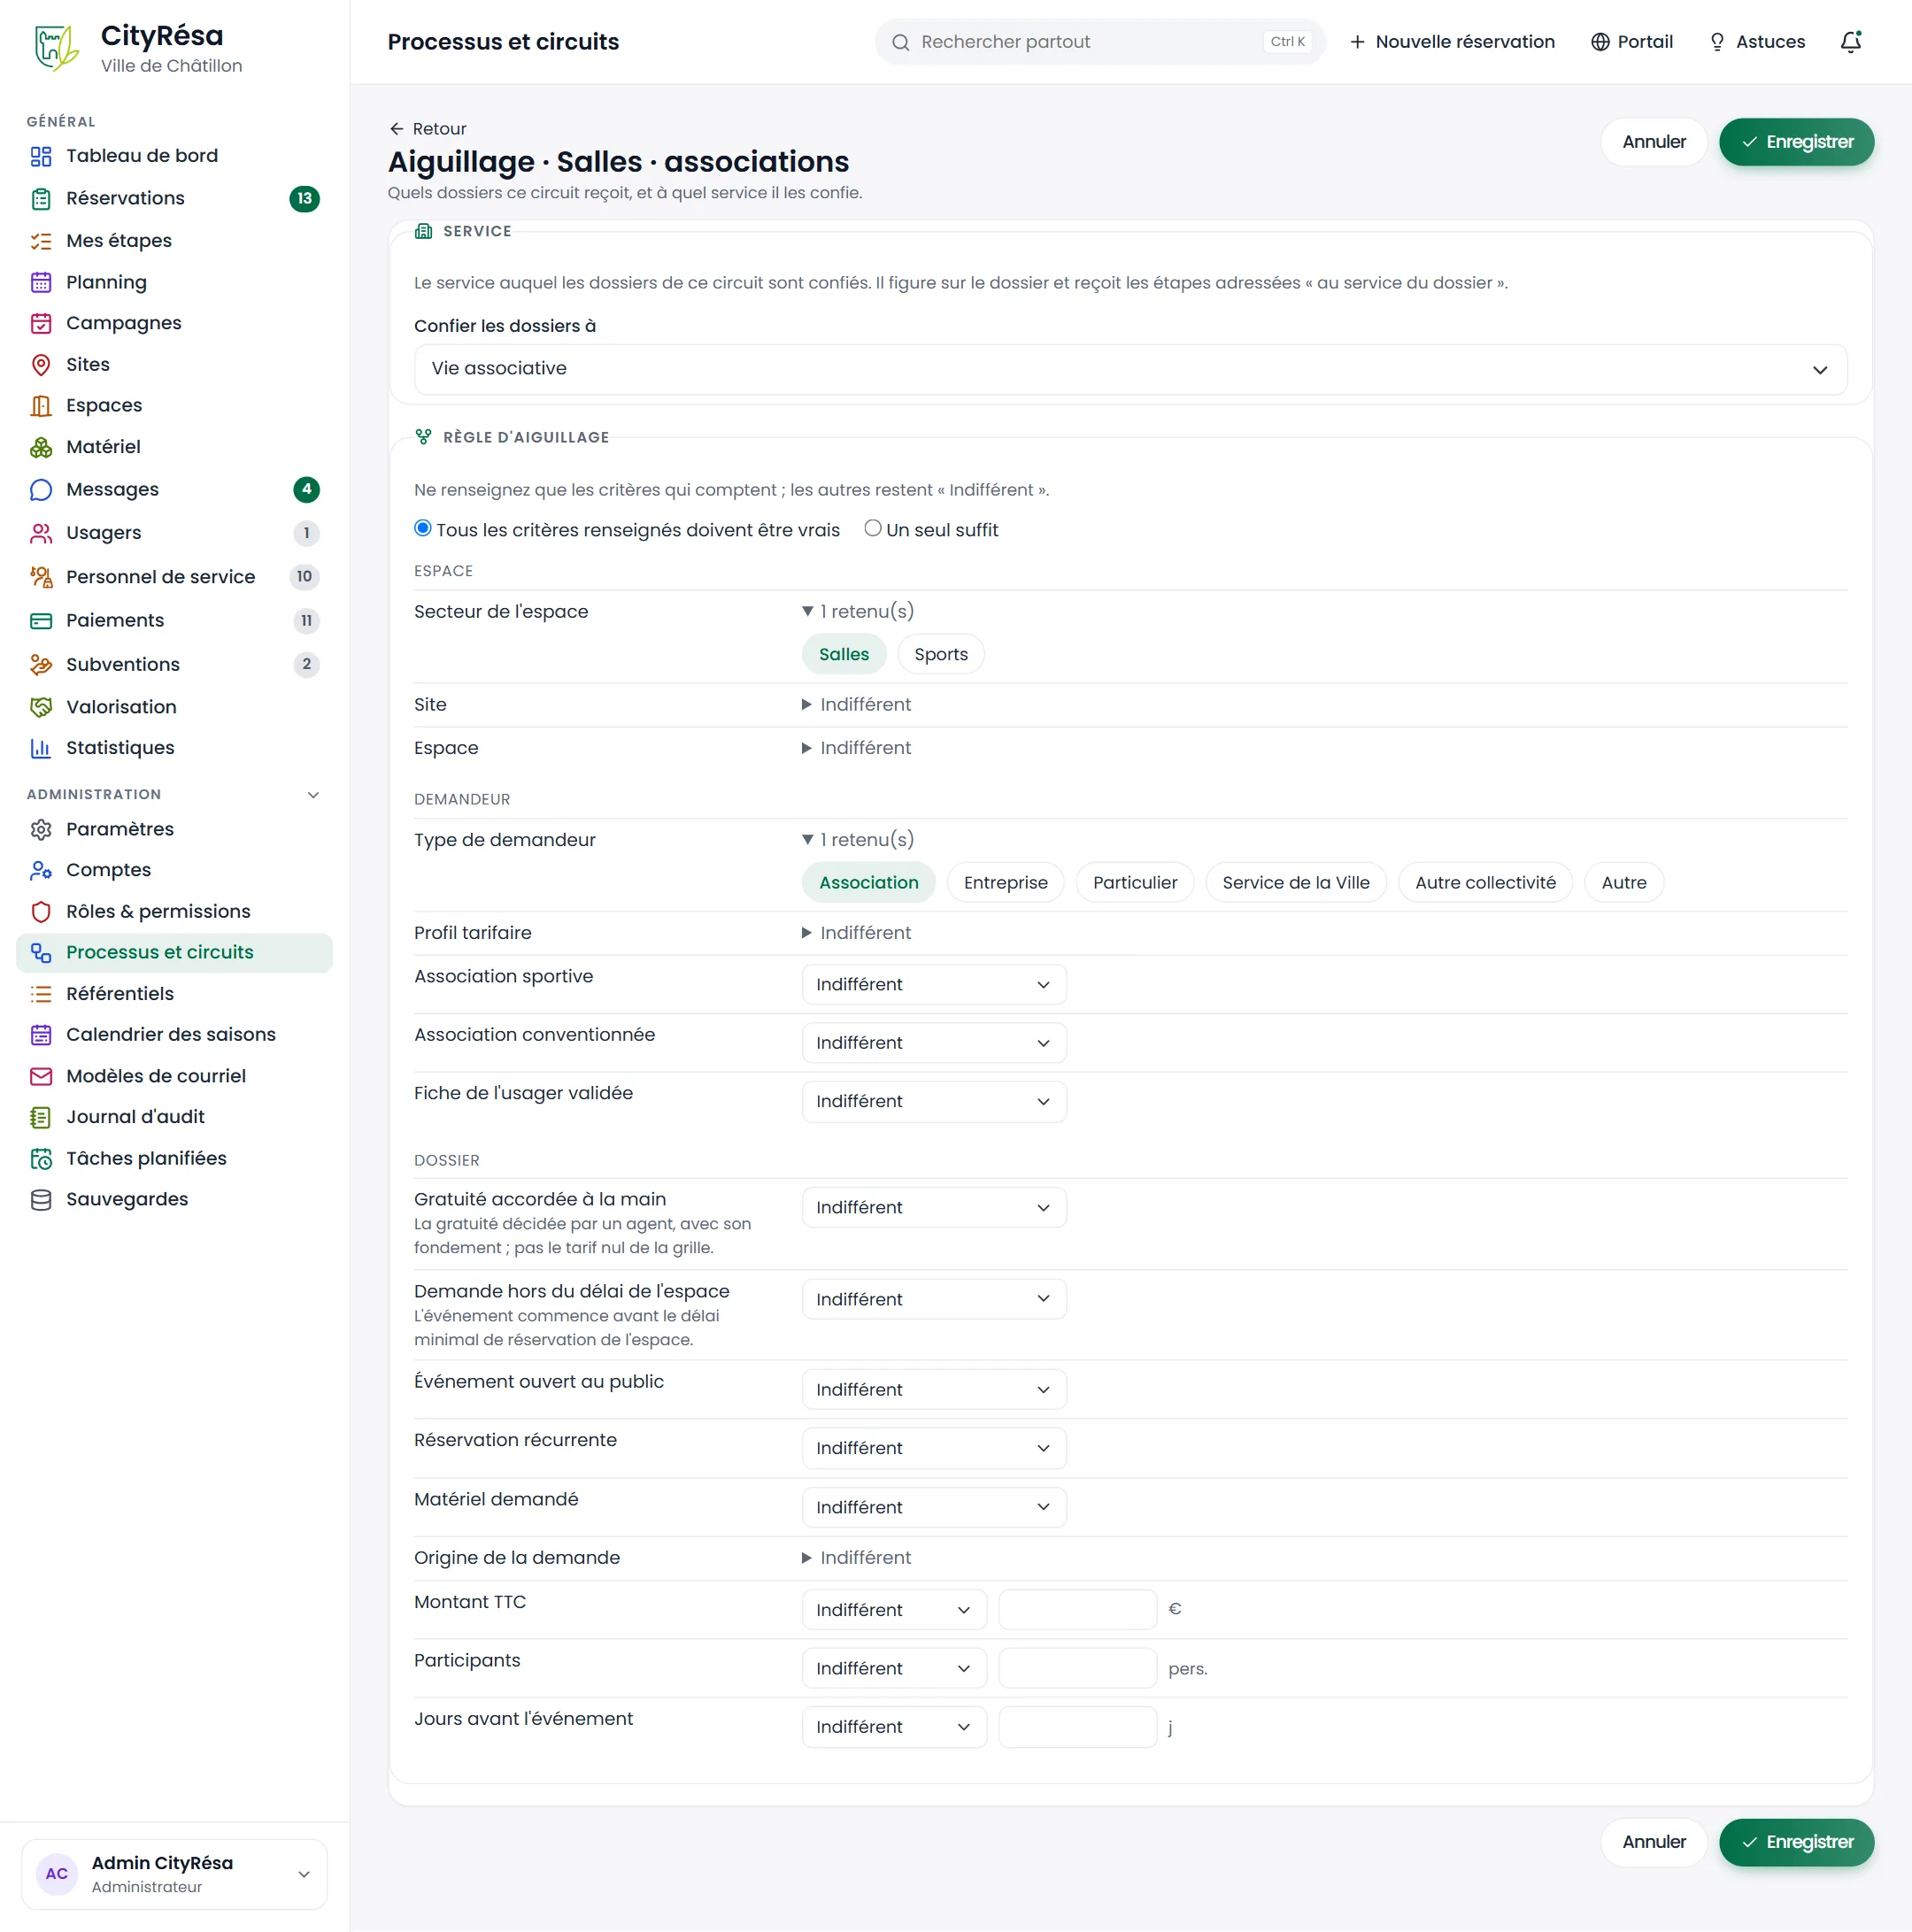 CityRésa
Ville de Châtillon
GÉNÉRAL
Tableau de bord
Réservations 13
Mes étapes
Planning
Campagnes
Sites
Espaces
Matériel
Messages 4
Usagers 1
Personnel de service 10
Paiements 11
Subventions 2
Valorisation
Statistiques
ADMINISTRATION
Paramètres
Comptes
Rôles & permissions
Processus et circuits
Référentiels
Calendrier des saisons
Modèles de courriel
Journal d'audit
Tâches planifiées
Sauvegardes
AC
Admin CityRésa
Administrateur
Processus et circuits
Rechercher partout Ctrl K
Nouvelle réservation
Portail
Astuces
Retour
Aiguillage · Salles · associations
Quels dossiers ce circuit reçoit, et à quel service il les confie.
Annuler Enregistrer
SERVICE
Le service auquel les dossiers de ce circuit sont confiés. Il figure sur le dossier et reçoit les étapes adressées « au service du dossier ».
Confier les dossiers à
Vie associative
RÈGLE D'AIGUILLAGE
Ne renseignez que les critères qui comptent ; les autres restent « Indifférent ».
Tous les critères renseignés doivent être vrais Un seul suffit
ESPACE
Secteur de l'espace 1 retenu(s)
Salles Sports
Site Indifférent
Espace Indifférent
DEMANDEUR
Type de demandeur 1 retenu(s)
Association Entreprise Particulier Service de la Ville Autre collectivité Autre
Profil tarifaire Indifférent
Association sportive Indifférent
Association conventionnée Indifférent
Fiche de l'usager validée Indifférent
DOSSIER
Gratuité accordée à la main Indifférent
La gratuité décidée par un agent, avec son
fondement ; pas le tarif nul de la grille.
Demande hors du délai de l'espace Indifférent
L'événement commence avant le délai
minimal de réservation de l'espace.
Événement ouvert au public Indifférent
Réservation récurrente Indifférent
Matériel demandé Indifférent
Origine de la demande Indifférent
Montant TTC Indifférent €
Participants Indifférent pers.
Jours avant l'événement Indifférent j
Annuler Enregistrer